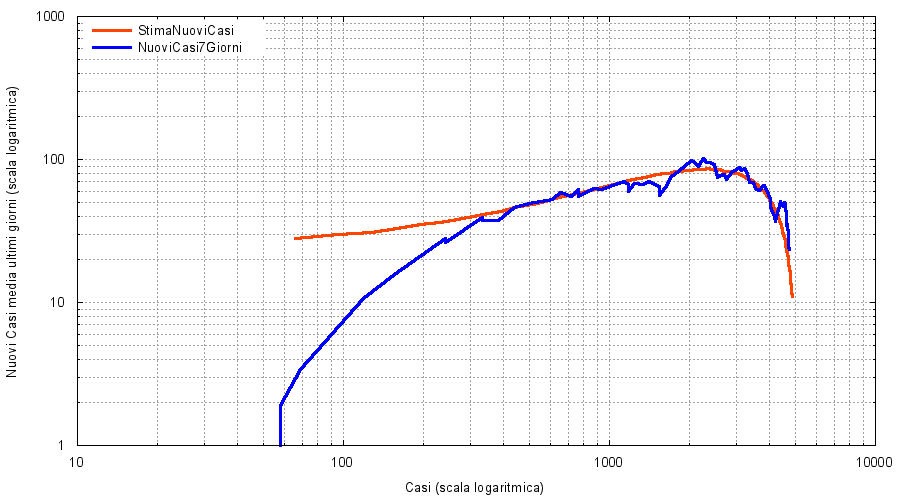 1000
StimaNuoviCasi
NuoviCasi7Giorni
100
10
1
10
100
1000
10000
Nuovi Casi media ultimi giorni (scala logaritmica)
Casi (scala logaritmica)